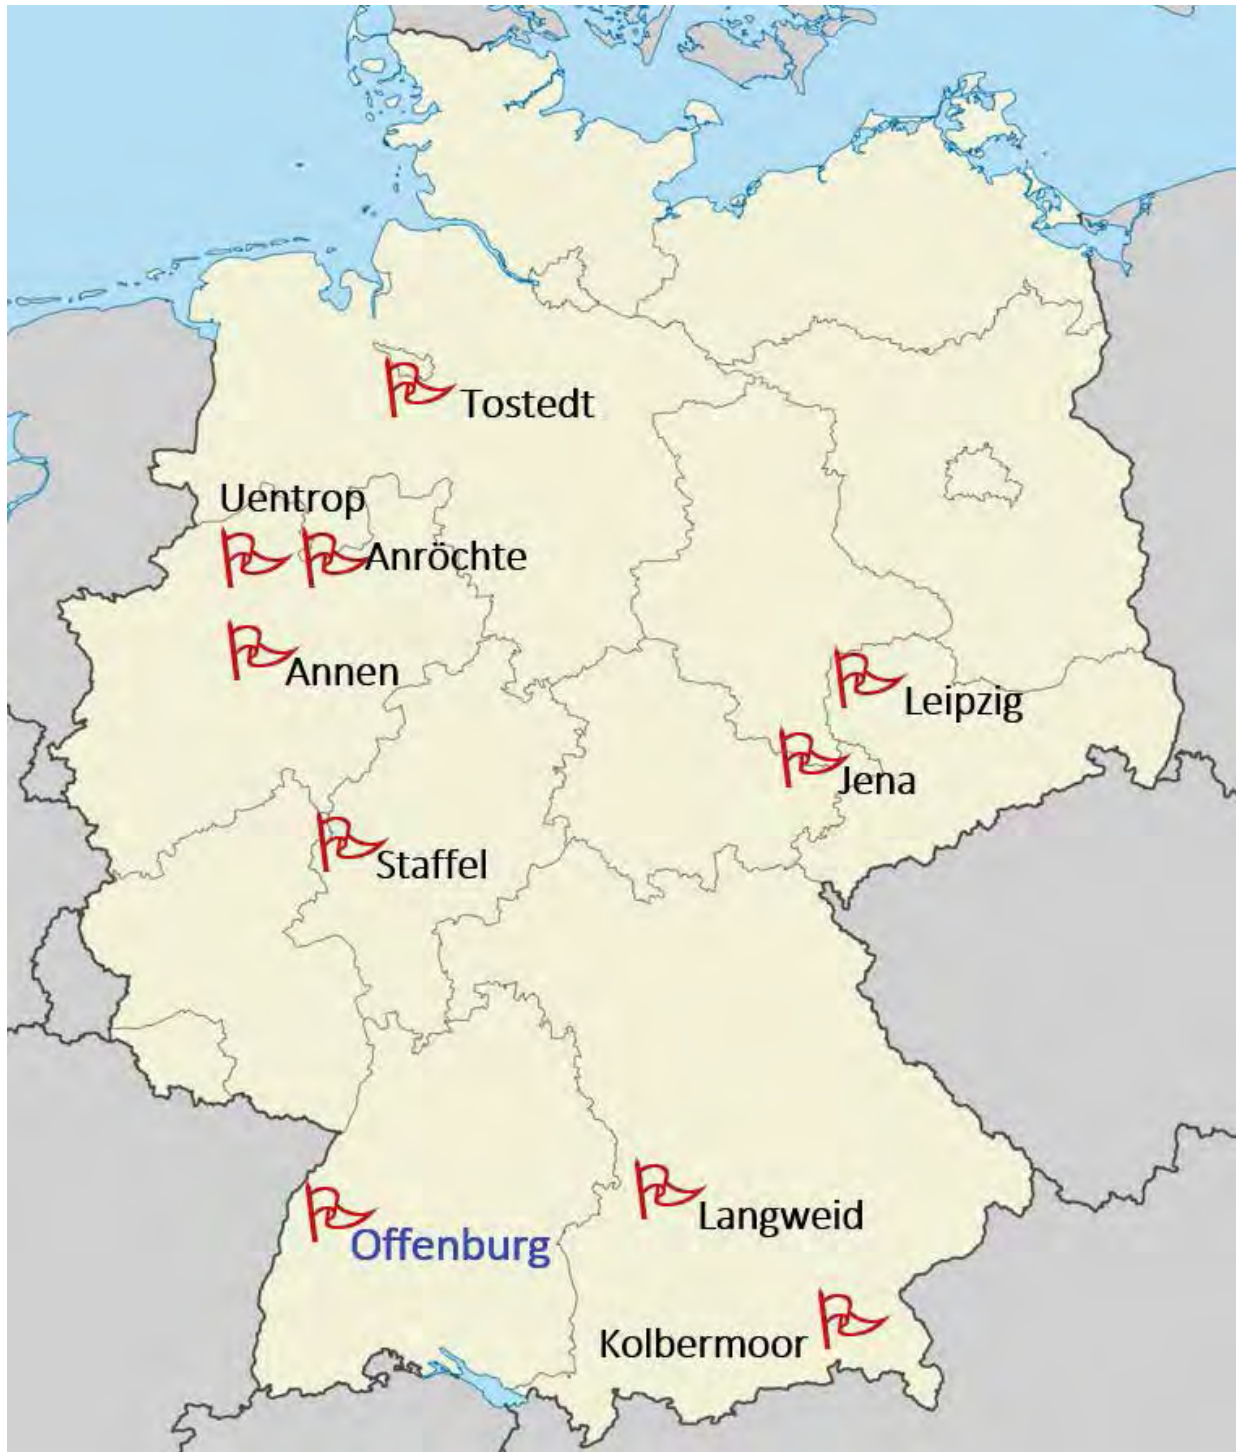 Tostedt
Uentrop
Anröchte
Annen
Leipzig
Jena
Staffel
Langweid
Offenburg
Kolbermoor